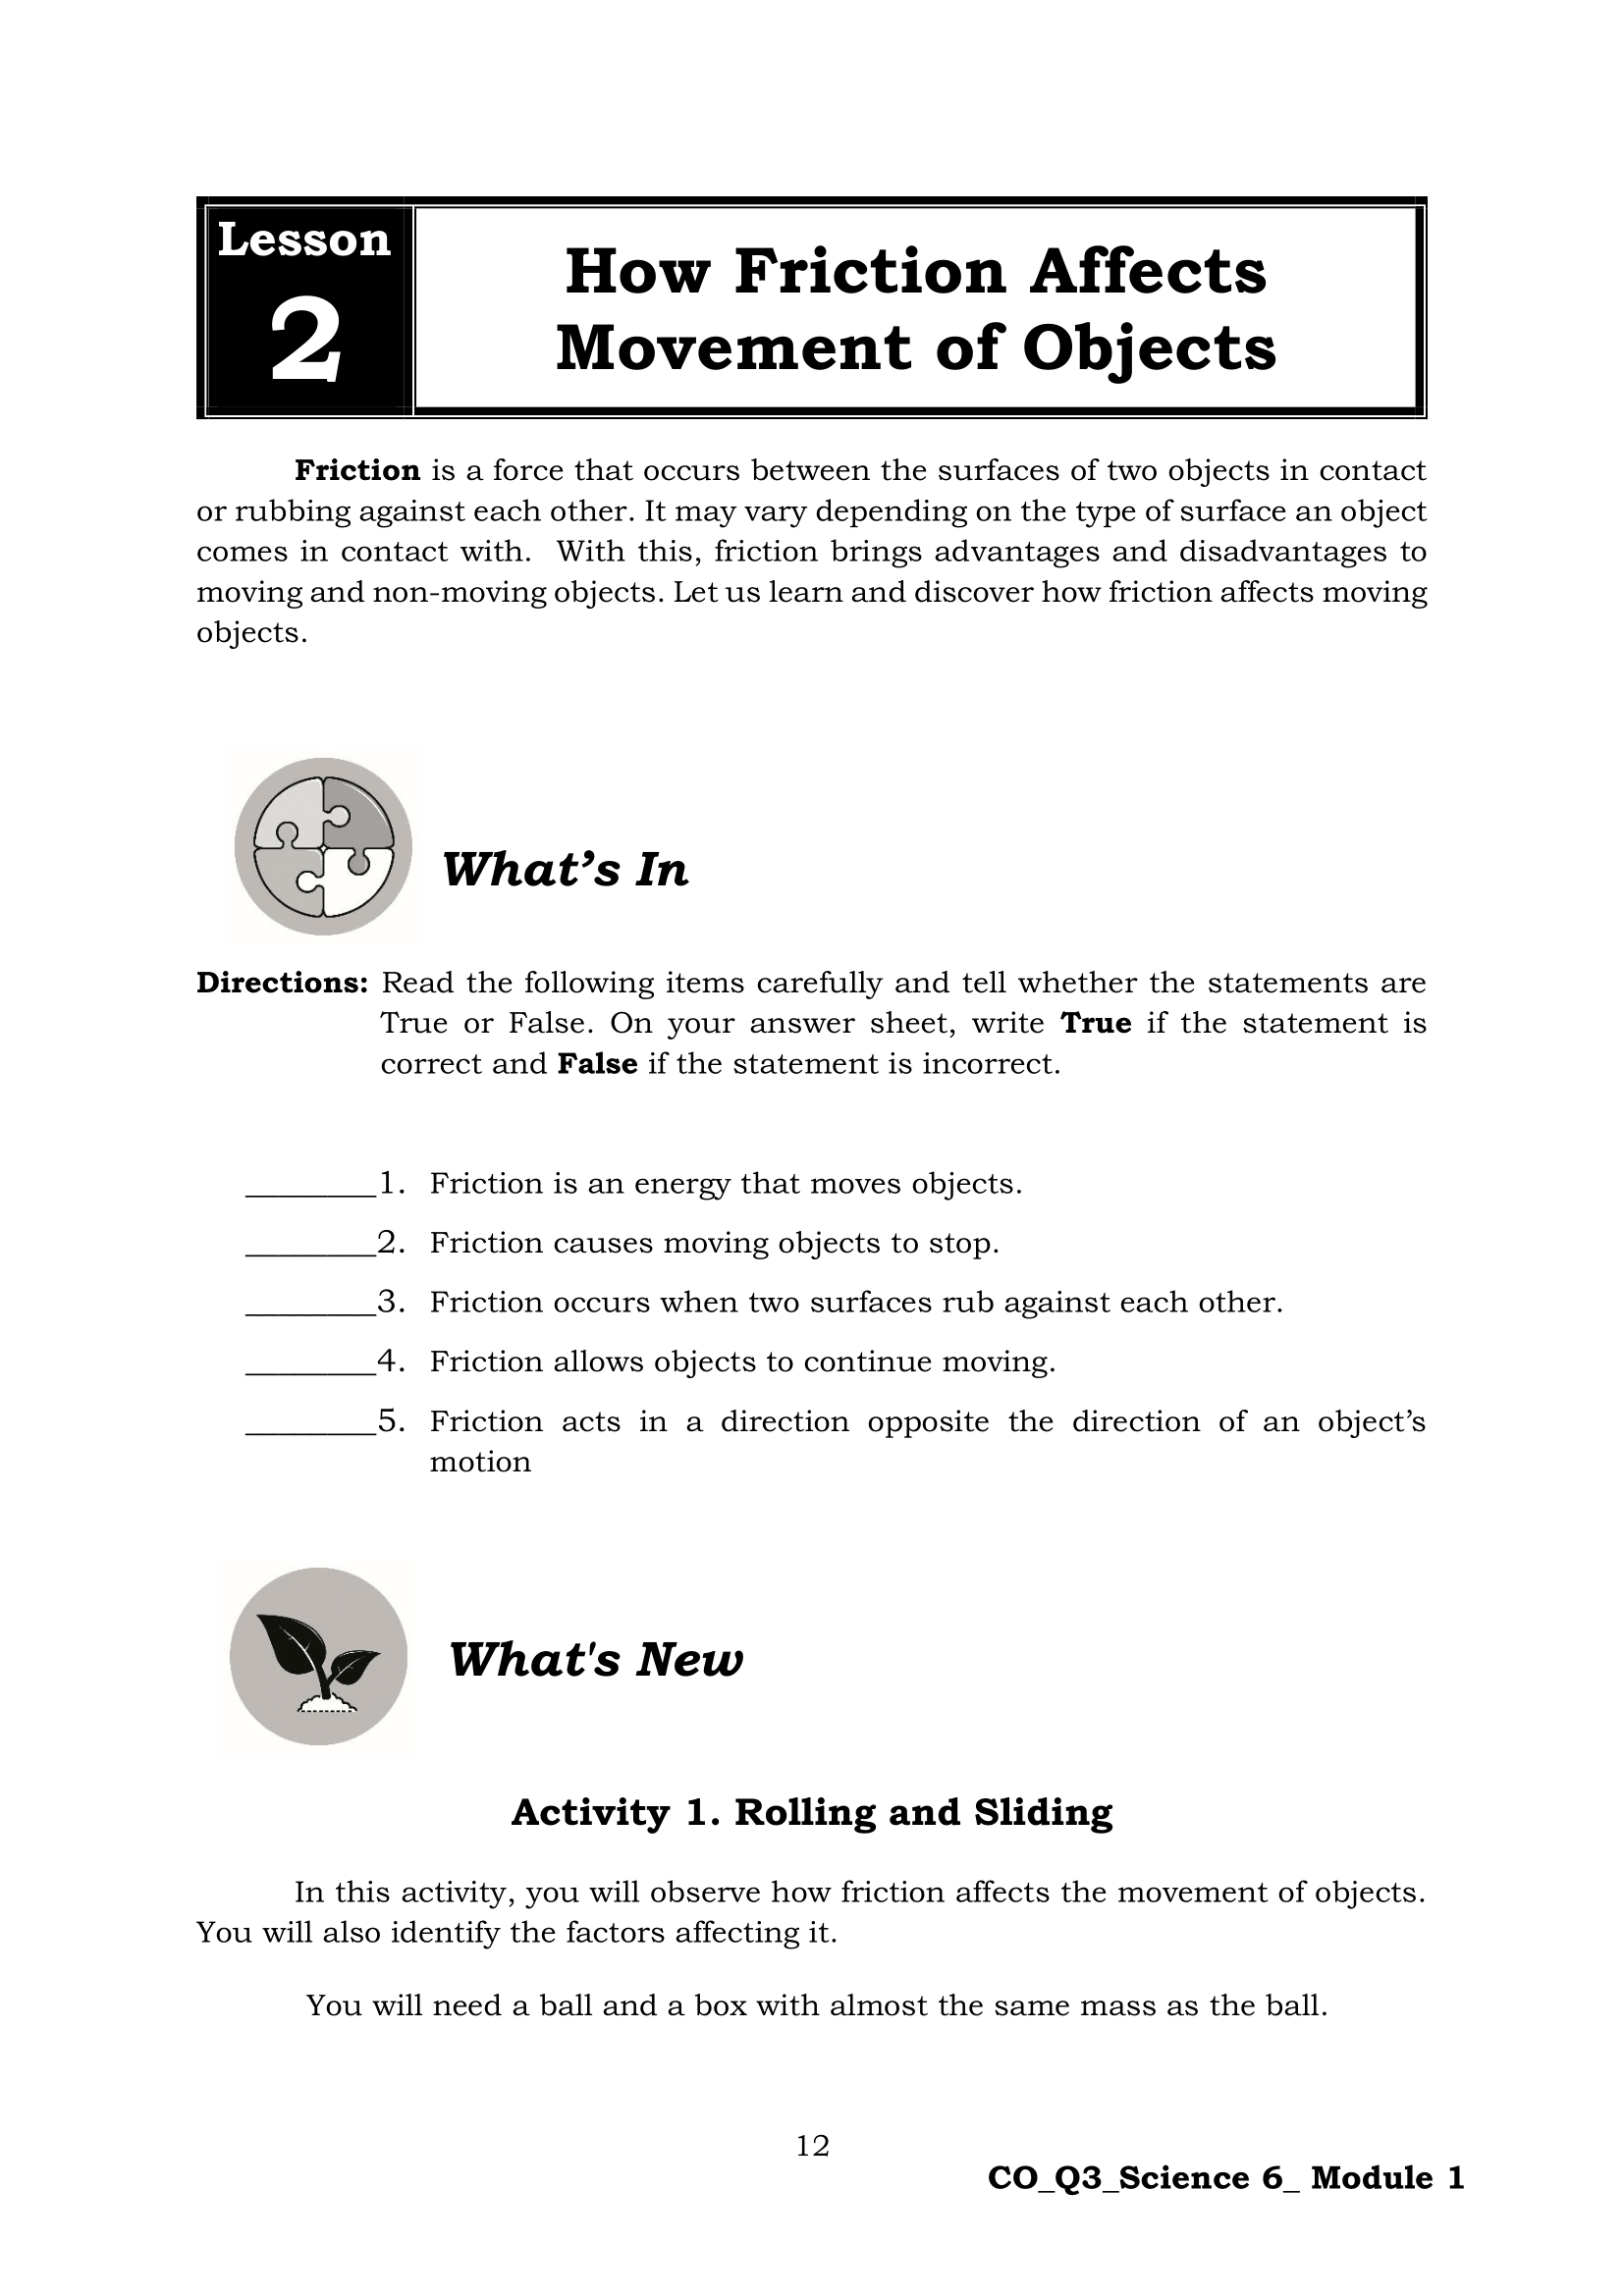 Lesson
2
How Friction Affects
Movement of Objects
Friction is a force that occurs between the surfaces of two objects in contact
or rubbing against each other. It may vary depending on the type of surface an object
comes in contact with.  With this, friction brings advantages and disadvantages to
moving and non-moving objects. Let us learn and discover how friction affects moving
objects.
What’s In
Directions: Read the following items carefully and tell whether the statements are
True or False. On your answer sheet, write True if the statement is
correct and False if the statement is incorrect.
________1. Friction is an energy that moves objects.
________2. Friction causes moving objects to stop.
________3. Friction occurs when two surfaces rub against each other.
________4. Friction allows objects to continue moving.
________5. Friction acts in a direction opposite the direction of an object’s
motion
What's New
Activity 1. Rolling and Sliding
In this activity, you will observe how friction affects the movement of objects.
You will also identify the factors affecting it.
You will need a ball and a box with almost the same mass as the ball.
12
CO_Q3_Science 6_ Module 1